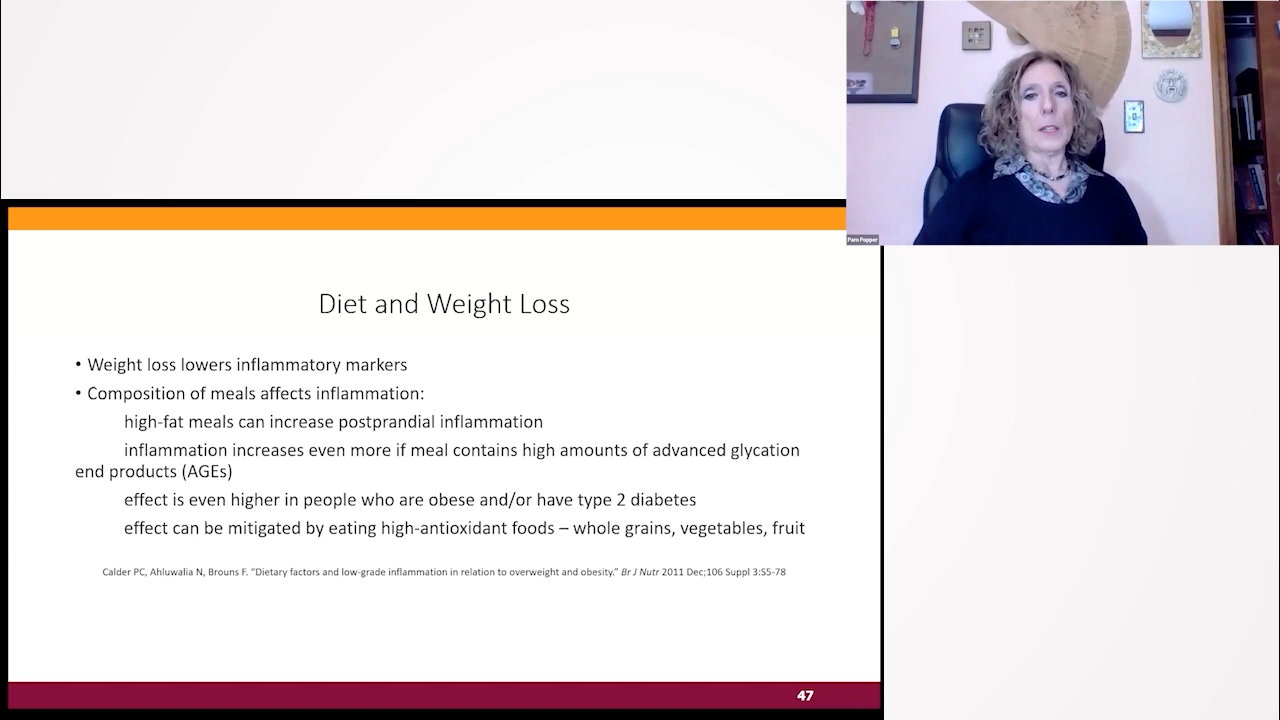 Pam Popper
Diet and Weight Loss
• Weight loss lowers inflammatory markers
• Composition of meals affects inflammation:
high-fat meals can increase postprandial inflammation
inflammation increases even more if meal contains high amounts of advanced glycation
end products (AGEs)
effect is even higher in people who are obese and/or have type 2 diabetes
effect can be mitigated by eating high-antioxidant foods – whole grains, vegetables, fruit
Calder PC, Ahluwalia N, Brouns F. “Dietary factors and low-grade inflammation in relation to overweight and obesity.” Br J Nutr 2011 Dec;106 Suppl 3:S5-78
47